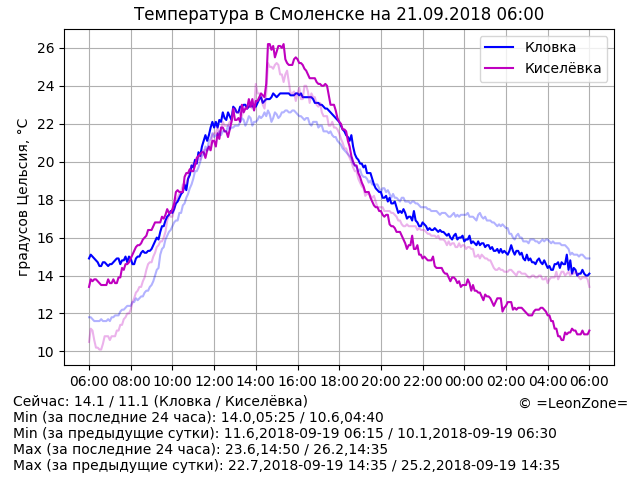 Температура в Смоленске на 21.09.2018 06:00
Кловка
Киселёвка
градусов Цельсия, °C
26
24
22
20
18
16
14
12
10
06:00 08:00 10:00 12:00 14:00 16:00 18:00 20:00 22:00 00:00 02:00 04:00 06:00
Сейчас: 14.1 / 11.1 (Кловка / Киселёвка)
© =LeonZone=
Min (за последние 24 часа): 14.0,05:25 / 10.6,04:40
Min (за предыдущие сутки): 11.6,2018-09-19 06:15 / 10.1,2018-09-19 06:30
Max (за последние 24 часа): 23.6,14:50 / 26.2,14:35
Max (за предыдущие сутки): 22.7,2018-09-19 14:35 / 25.2,2018-09-19 14:35